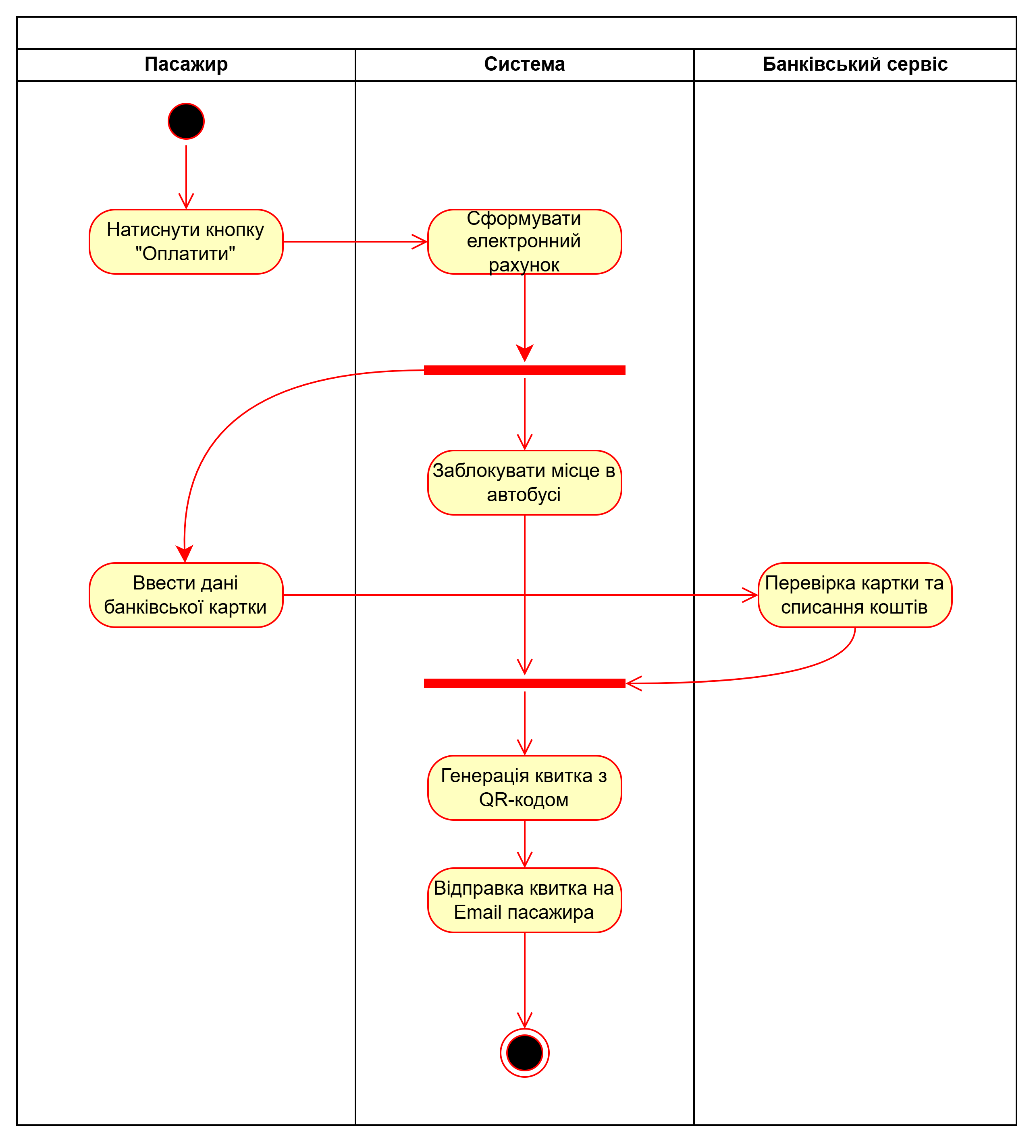 Пасажир
Система
Банківський сервіс
Натиснути кнопку
"Оплатити"
Сформувати
електронний
рахунок
Заблокувати місце в
автобусі
Ввести дані
банківської картки
Перевірка картки та
списання коштів
Генерація квитка з
QR-кодом
Відправка квитка на
Email пасажира